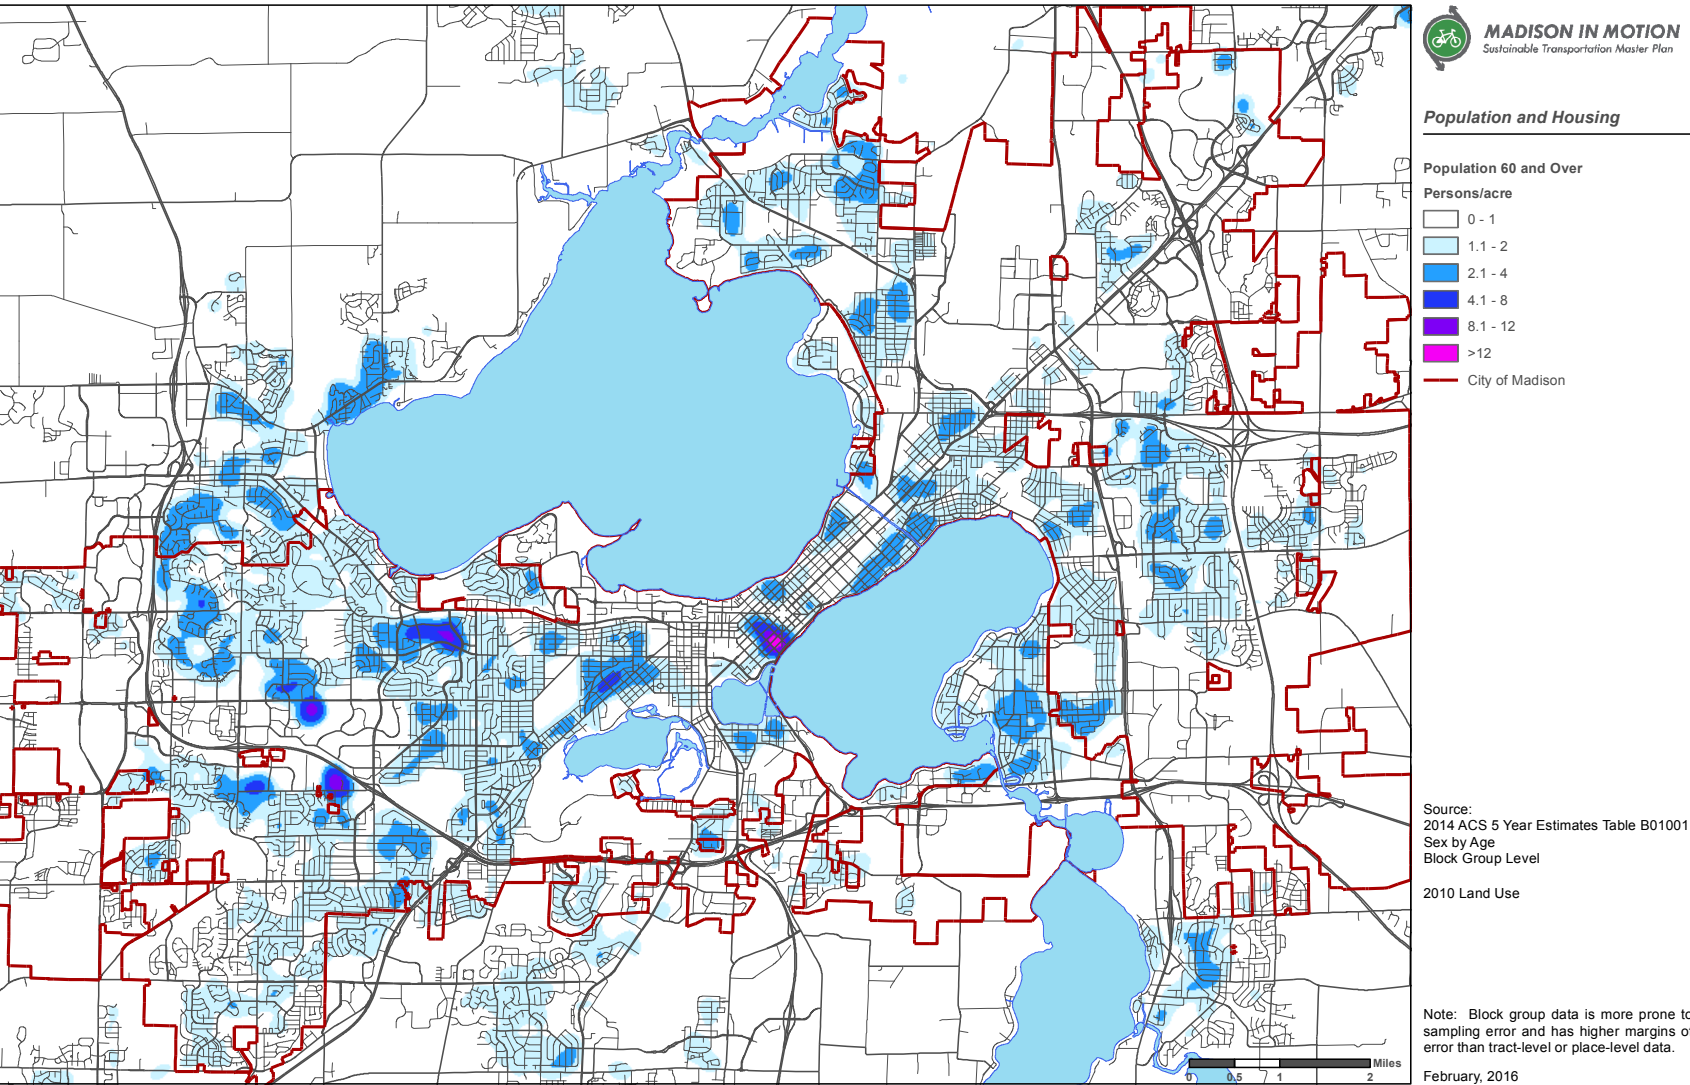 MADISON IN MOTION
Sustainable Transportation Master Plan
Population and Housing
Population 60 and Over
Persons/acre
0 - 1
1.1 - 2
2.1 - 4
4.1 - 8
8.1 - 12
>12
City of Madison
Source:
2014 ACS 5 Year Estimates Table B01001
Sex by Age
Block Group Level
2010 Land Use
Note: Block group data is more prone to
sampling error and has higher margins of
error than tract-level or place-level data.
February, 2016
Miles
0 0.5 1 2